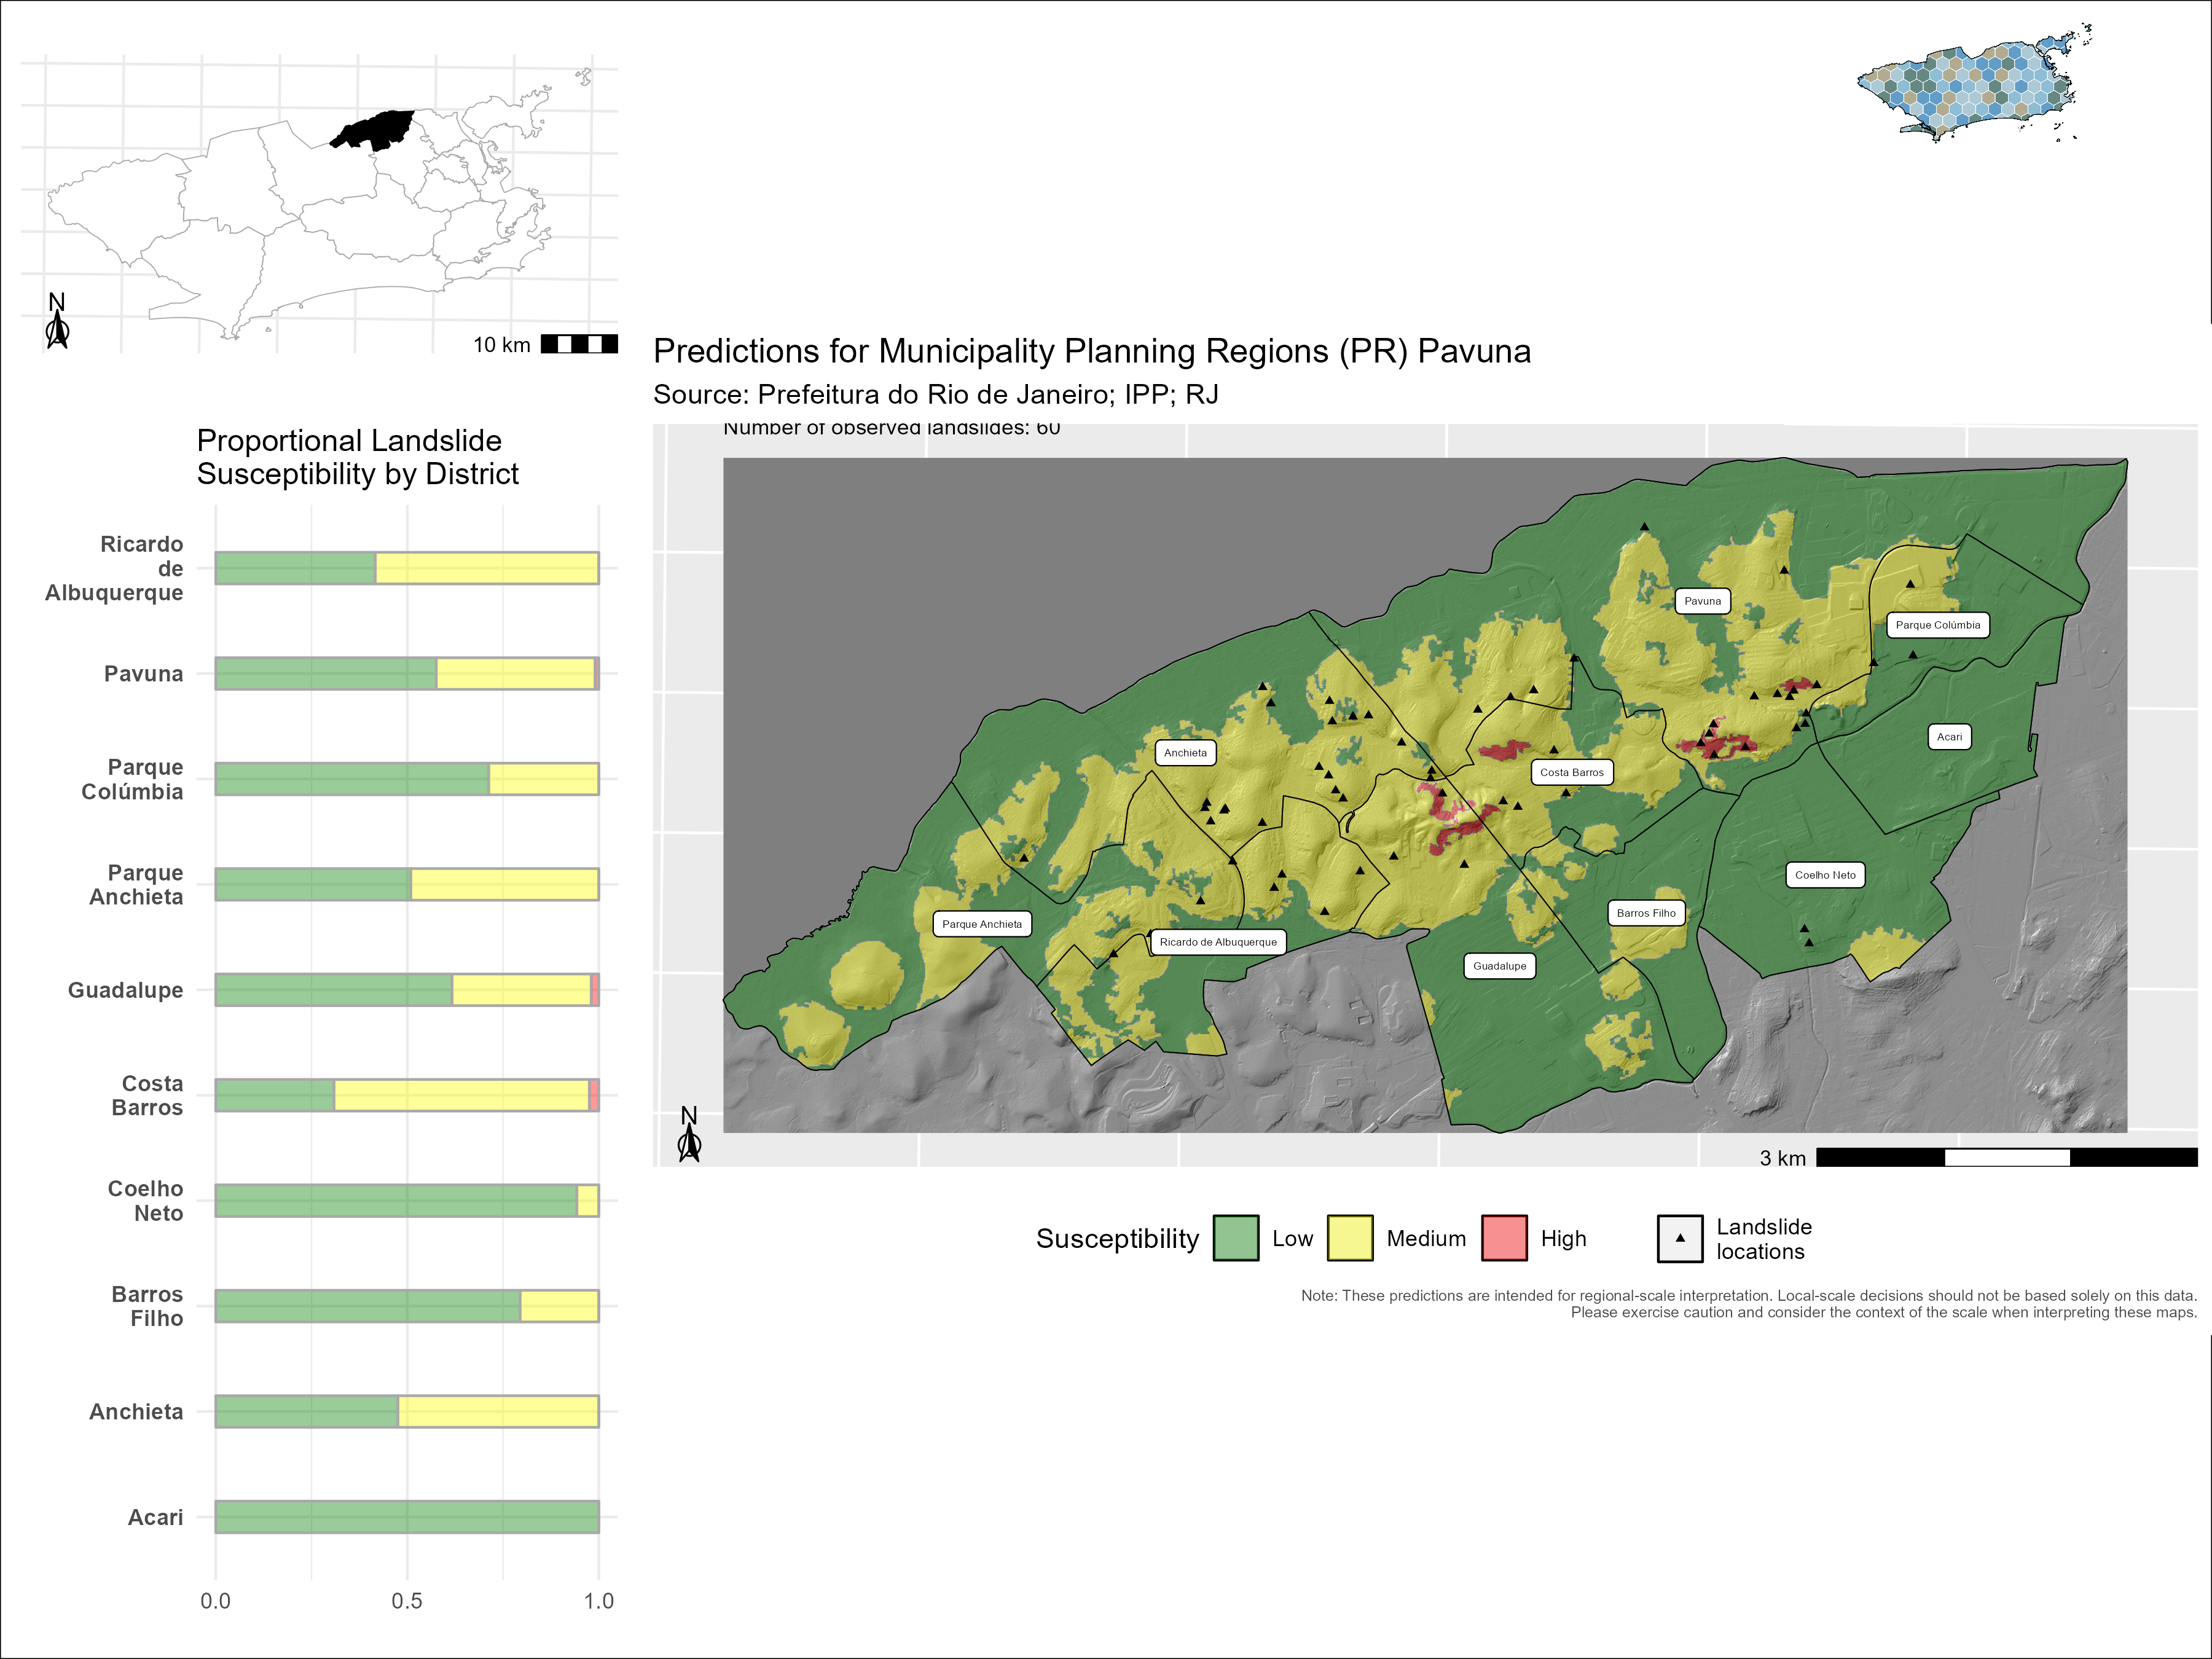 N
10 km
Predictions for Municipality Planning Regions (PR) Pavuna
Source: Prefeitura do Rio de Janeiro; IPP; RJ
Number of observed landslides: 60
Proportional Landslide
Susceptibility by District
Ricardo
de
Albuquerque
Pavuna
Parque
Colúmbia
Parque
Anchieta
Guadalupe
Costa
Barros
Coelho
Neto
Barros
Filho
Anchieta
Acari
0.0
0.5
1.0
Pavuna
Parque Colúmbia
Acari
Anchieta
Costa Barros
Coelho Neto
Barros Filho
Parque Anchieta
Ricardo de Albuquerque
Guadalupe
N
3 km
Susceptibility
Low
Medium
High
Landslide
locations
Note: These predictions are intended for regional-scale interpretation. Local-scale decisions should not be based solely on this data.
Please exercise caution and consider the context of the scale when interpreting these maps.